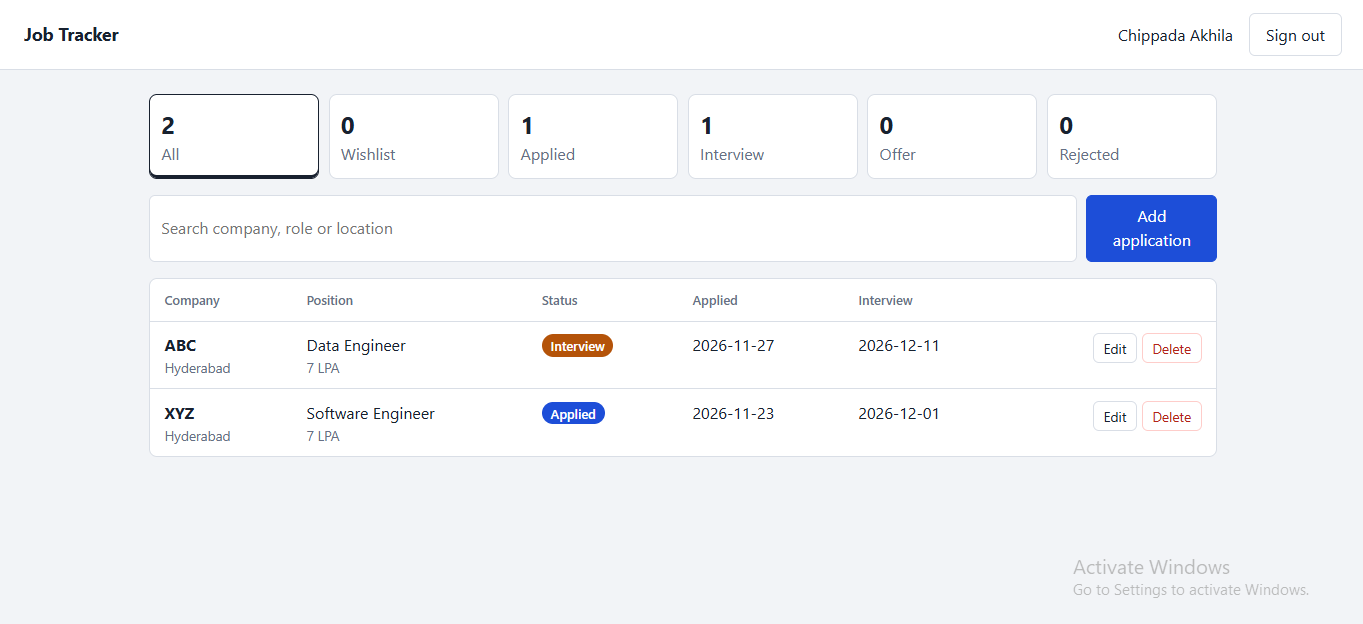 Job Tracker
Chippada Akhila
Sign out
2
All
0
Wishlist
1
Applied
1
Interview
0
Offer
0
Rejected
Search company, role or location
Add
application
Company Position Status Applied Interview
ABC Data Engineer Interview 2026-11-27 2026-12-11 Edit Delete
Hyderabad 7 LPA
XYZ Software Engineer Applied 2026-11-23 2026-12-01 Edit Delete
Hyderabad 7 LPA
Activate Windows
Go to Settings to activate Windows.